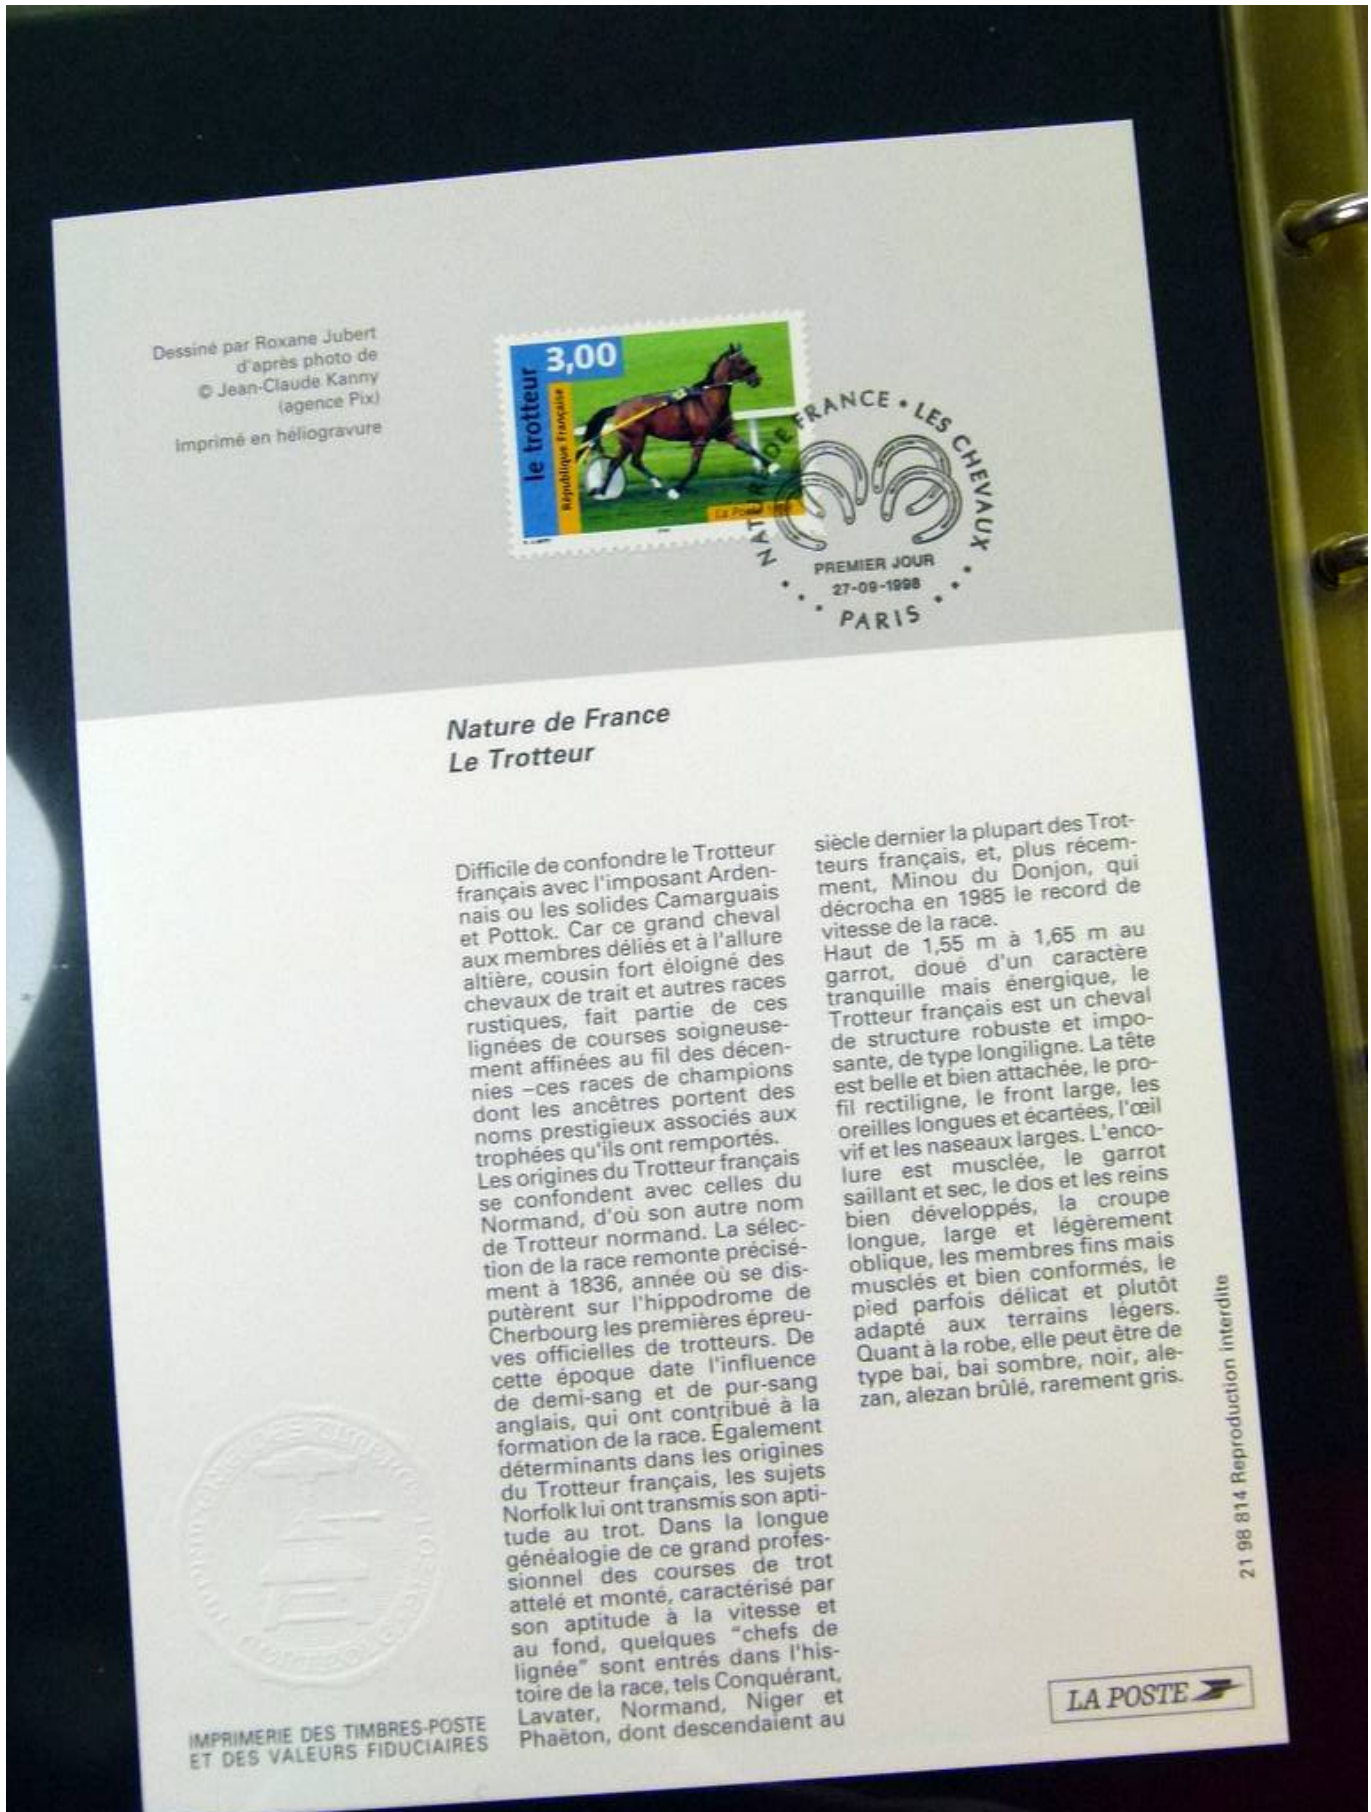 Dessiné par Roxane Jubert
d'après photo de
© Jean-Claude Kanny
(agence Pix)
Imprimé en héliogravure
3,00
le trotteur
République Française
La Poste
NATURE DE FRANCE • LES CHEVAUX
PREMIER JOUR
27-09-1998
PARIS
Nature de France
Le Trotteur
Difficile de confondre le Trotteur
français avec l'imposant Arden-
nais ou les solides Camarguais
et Pottok. Car ce grand cheval
aux membres déliés et à l'allure
altière, cousin fort éloigné des
chevaux de trait et autres races
rustiques, fait partie de ces
lignées de courses soigneuse-
ment affinées au fil des décen-
nies –ces races de champions
dont les ancêtres portent des
noms prestigieux associés aux
trophées qu'ils ont remportés.
Les origines du Trotteur français
se confondent avec celles du
Normand, d'où son autre nom
de Trotteur normand. La sélec-
tion de la race remonte précisé-
ment à 1836, année où se dis-
putèrent sur l'hippodrome de
Cherbourg les premières épreu-
ves officielles de trotteurs. De
cette époque date l'influence
de demi-sang et de pur-sang
anglais, qui ont contribué à la
formation de la race. Également
déterminants dans les origines
du Trotteur français, les sujets
Norfolk lui ont transmis son apti-
tude au trot. Dans la longue
généalogie de ce grand profes-
sionnel des courses de trot
attelé et monté, caractérisé par
son aptitude à la vitesse et
au fond, quelques "chefs de
lignée" sont entrés dans l'his-
toire de la race, tels Conquérant,
Lavater, Normand, Niger et
Phaëton, dont descendaient au
siècle dernier la plupart des Trot-
teurs français, et, plus récem-
ment, Minou du Donjon, qui
décrocha en 1985 le record de
vitesse de la race.
Haut de 1,55 m à 1,65 m au
garrot, doué d'un caractère
tranquille mais énergique, le
Trotteur français est un cheval
de structure robuste et impo-
sante, de type longiligne. La tête
est belle et bien attachée, le pro-
fil rectiligne, le front large, les
oreilles longues et écartées, l'œil
vif et les naseaux larges. L'enco-
lure est musclée, le garrot
saillant et sec, le dos et les reins
bien développés, la croupe
longue, large et légèrement
oblique, les membres fins mais
musclés et bien conformés, le
pied parfois délicat et plutôt
adapté aux terrains légers.
Quant à la robe, elle peut être de
type bai, bai sombre, noir, ale-
zan, alezan brûlé, rarement gris.
21 98 814 Reproduction interdite
IMPRIMERIE DES TIMBRES-POSTE
ET DES VALEURS FIDUCIAIRES
LA POSTE